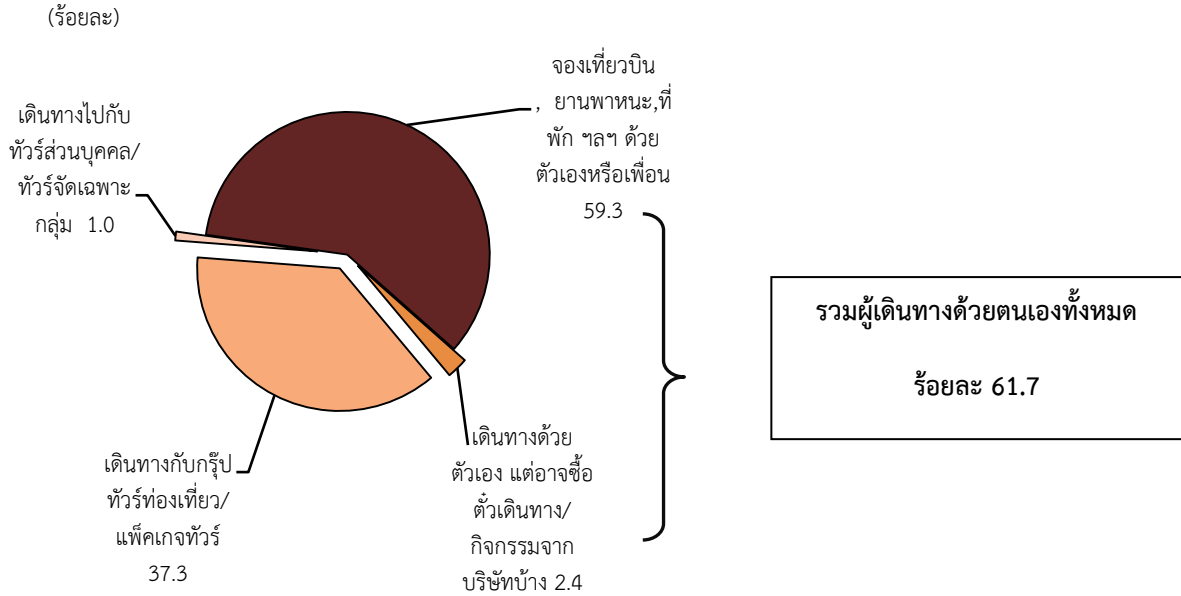 (ร้อยละ)
จองเที่ยวบิน
, ยานพาหนะ,ที่
พัก ฯลฯ ด้วย
ตัวเองหรือเพื่อน
59.3
เดินทางไปกับ
ทัวร์ส่วนบุคคล/
ทัวร์จัดเฉพาะ
กลุ่ม 1.0
รวมผู้เดินทางด้วยตนเองทั้งหมด
ร้อยละ 61.7
เดินทางกับกรุ๊ป
ทัวร์ท่องเที่ยว/
แพ็คเกจทัวร์
37.3
เดินทางด้วย
ตัวเอง แต่อาจซื้อ
ตั๋วเดินทาง/
กิจกรรมจาก
บริษัทบ้าง 2.4